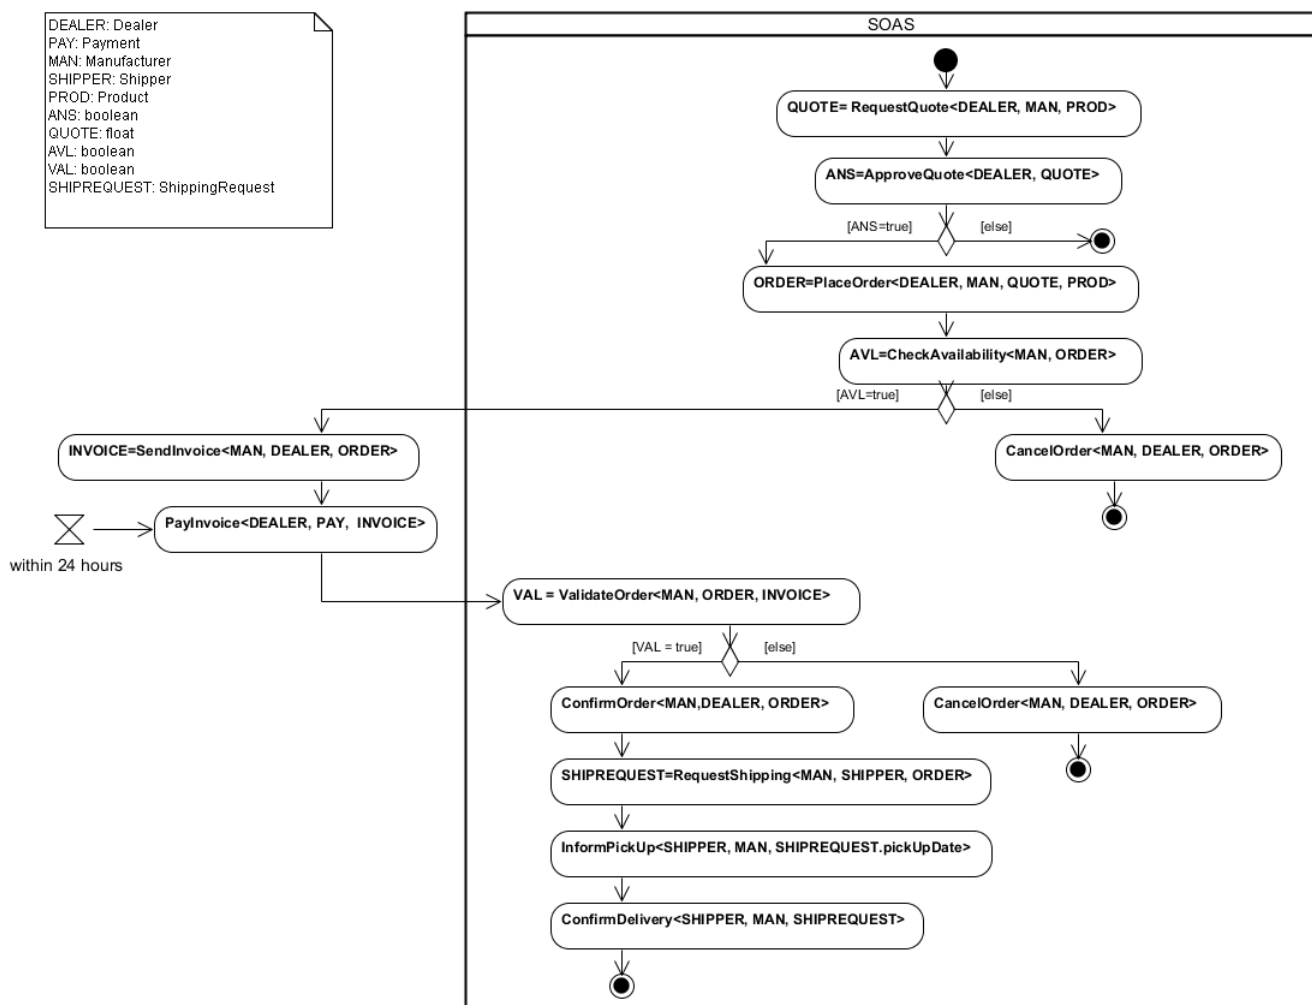 DEALER: Dealer
PAY: Payment
MAN: Manufacturer
SHIPPER: Shipper
PROD: Product
ANS: boolean
QUOTE: float
AVL: boolean
VAL: boolean
SHIPREQUEST: ShippingRequest
SOAS
QUOTE= RequestQuote<DEALER, MAN, PROD>
ANS=ApproveQuote<DEALER, QUOTE>
[ANS=true]
[else]
ORDER=PlaceOrder<DEALER, MAN, QUOTE, PROD>
AVL=CheckAvailability<MAN, ORDER>
[AVL=true]
[else]
INVOICE=SendInvoice<MAN, DEALER, ORDER>
CancelOrder<MAN, DEALER, ORDER>
PayInvoice<DEALER, PAY, INVOICE>
within 24 hours
VAL = ValidateOrder<MAN, ORDER, INVOICE>
[VAL = true]
[else]
ConfirmOrder<MAN,DEALER, ORDER>
CancelOrder<MAN, DEALER, ORDER>
SHIPREQUEST=RequestShipping<MAN, SHIPPER, ORDER>
InformPickUp<SHIPPER, MAN, SHIPREQUEST.pickUpDate>
ConfirmDelivery<SHIPPER, MAN, SHIPREQUEST>